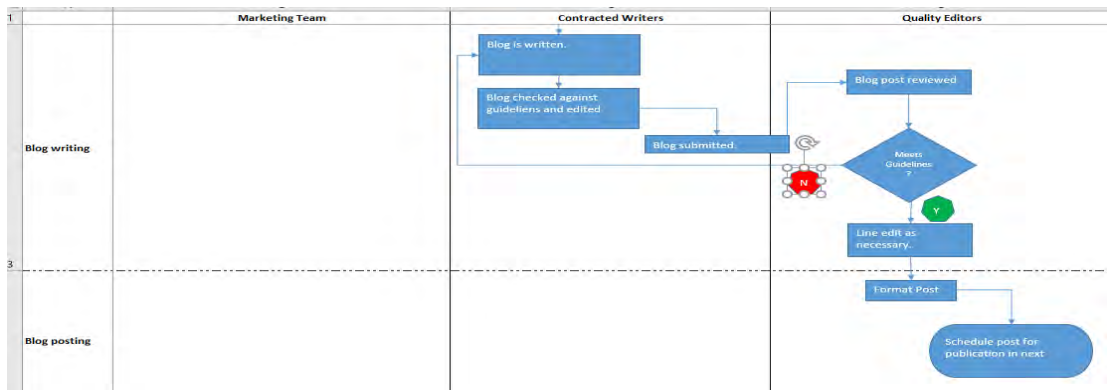 1
Marketing Team
Contracted Writers
Quality Editors
Blog is written.
Blog post reviewed
Blog checked against
guideliens and edited
Blog submitted.
Blog writing
Meets
Guidelines
?
N
Y
Line edit as
necessary..
3
Format Post
Blog posting
Schedule post for
publication in next